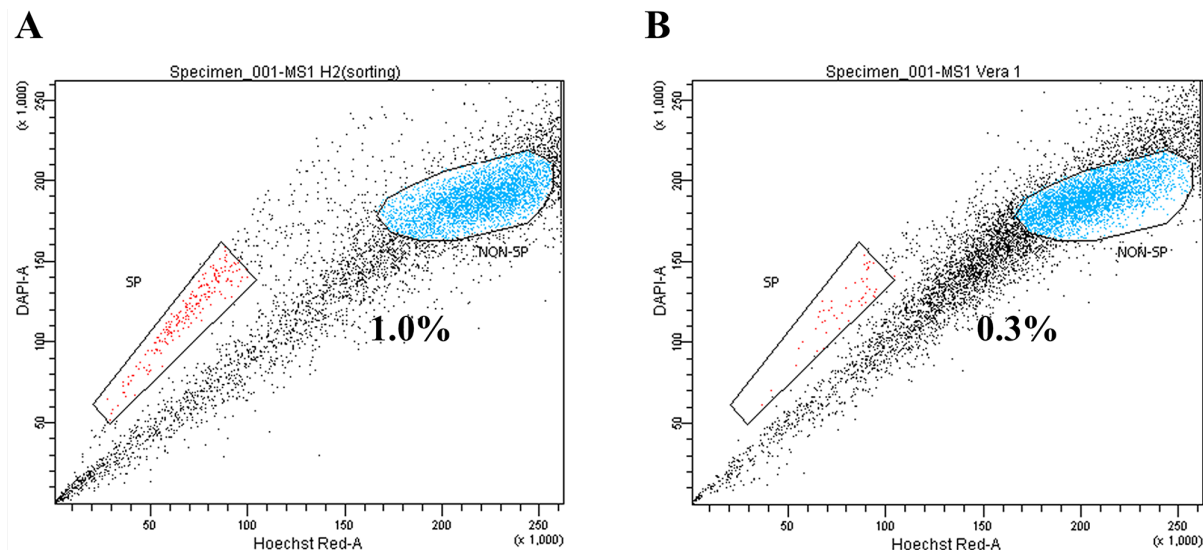 A
Specimen_001-MS1 H2(sorting)
(x 1,000)
250
200
150
100
50
DAPI-A
SP
NON-SP
1.0%
50
100
150
200
250
Hoechst Red-A
(x 1,000)
B
Specimen_001-MS1 Vera 1
(x 1,000)
250
200
150
100
50
DAPI-A
SP
NON-SP
0.3%
50
100
150
200
250
Hoechst Red-A
(x 1,000)